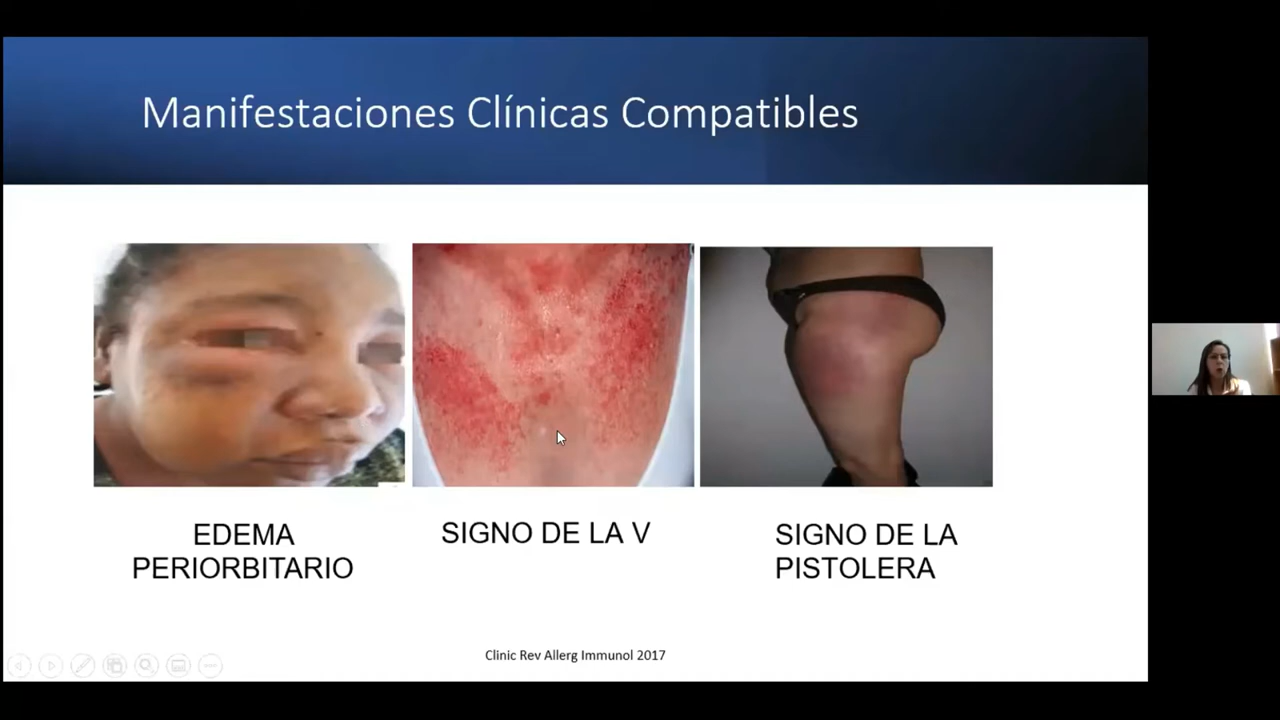 Manifestaciones Clínicas Compatibles
EDEMA
PERIORBITARIO
SIGNO DE LA V
SIGNO DE LA
PISTOLERA
Clinic Rev Allerg Immunol 2017